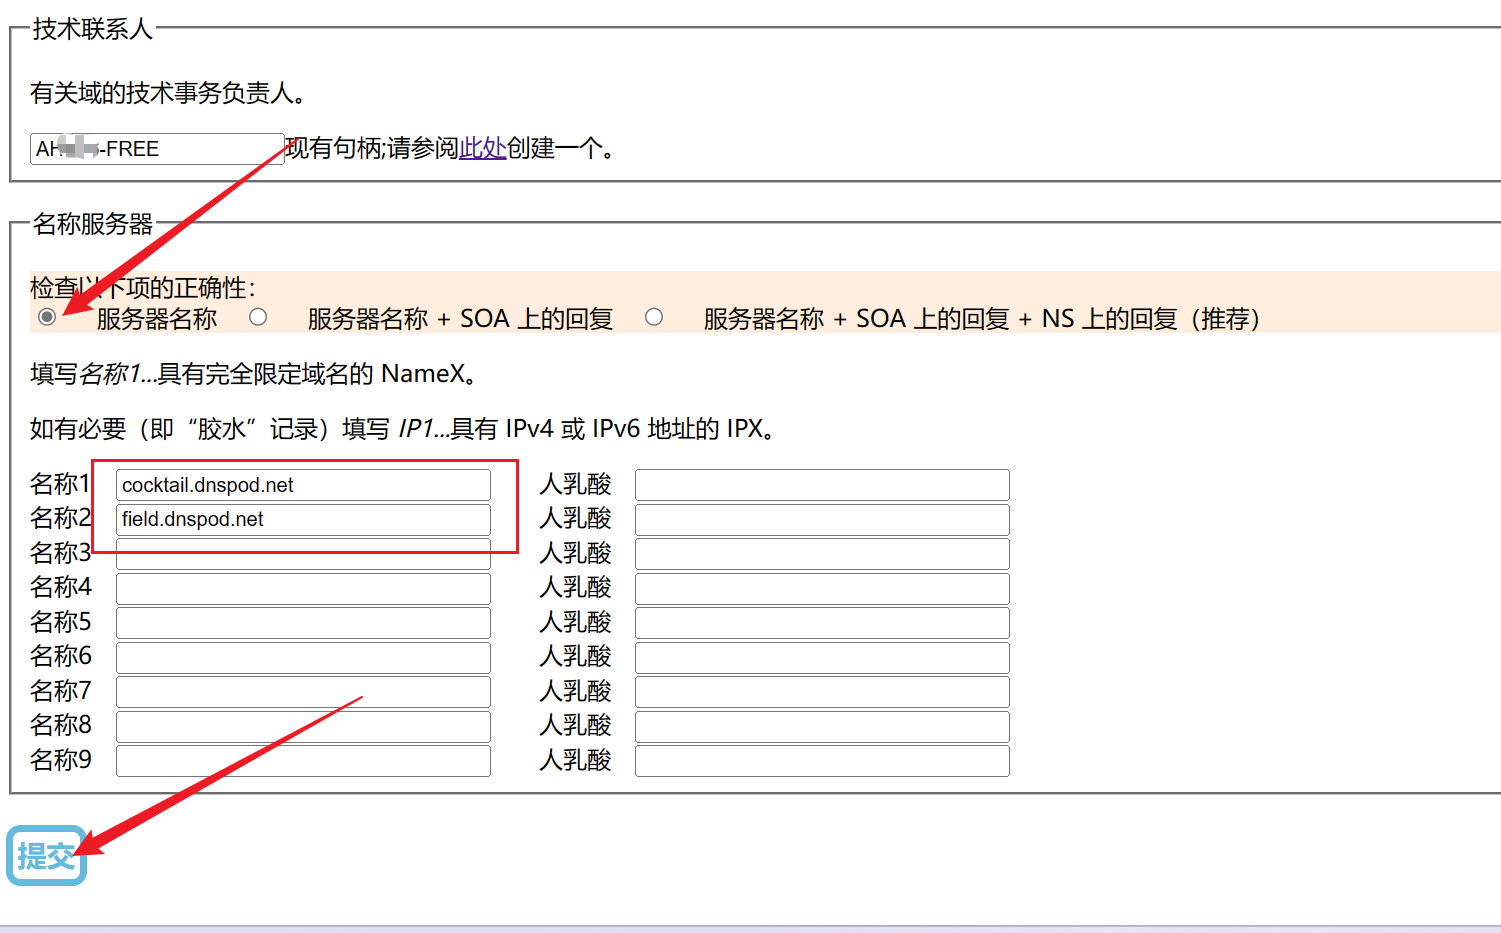 技术联系人
有关域的技术事务负责人。
-FREE 现有句柄;请参阅此处创建一个。
名称服务器
检查以下项的正确性：
服务器名称 服务器名称 + SOA 上的回复 服务器名称 + SOA 上的回复 + NS 上的回复（推荐）
填写名称1...具有完全限定域名的 NameX。
如有必要（即“胶水”记录）填写 IP1...具有 IPv4 或 IPv6 地址的 IPX。
名称1 cocktail.dnspod.net 人乳酸
名称2 field.dnspod.net 人乳酸
名称3 人乳酸
名称4 人乳酸
名称5 人乳酸
名称6 人乳酸
名称7 人乳酸
名称8 人乳酸
名称9 人乳酸
提交